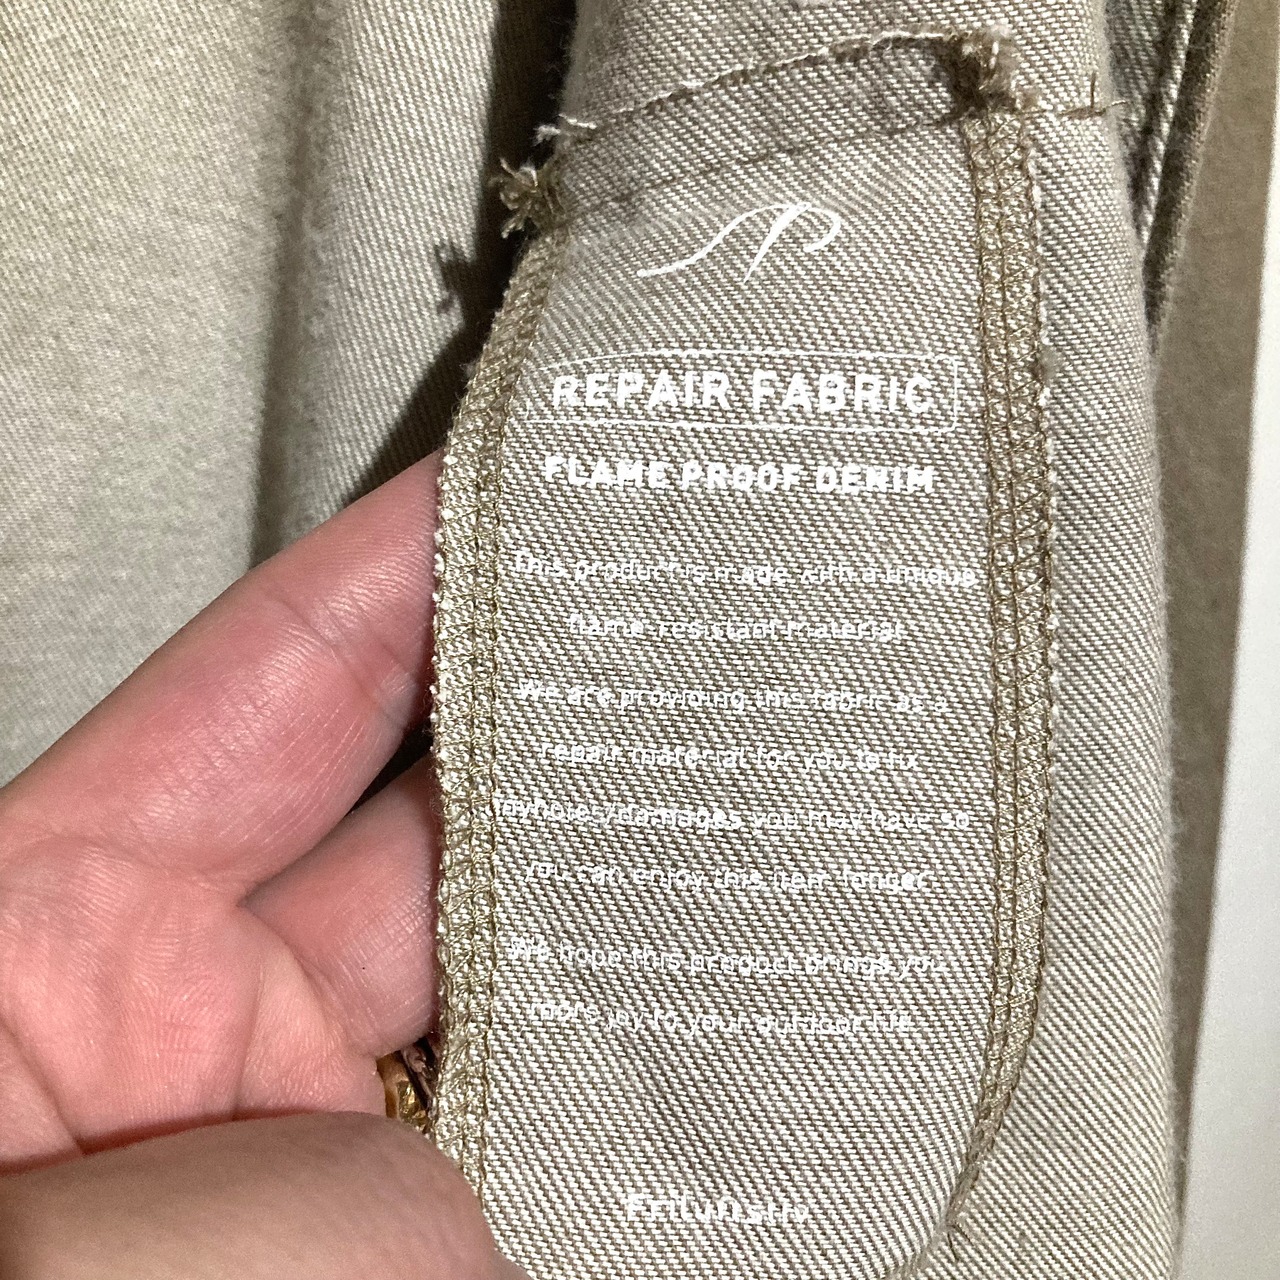 REPAIR FABRIC
FLAME PROOF DENIM
This product is made with a unique
flame-resistant material
We are providing this fabric as a
repair material for you to fix
any holes/damages you may have so
you can enjoy this item longer
We hope this product brings you
more joy to your outdoor life
Friluftsliv